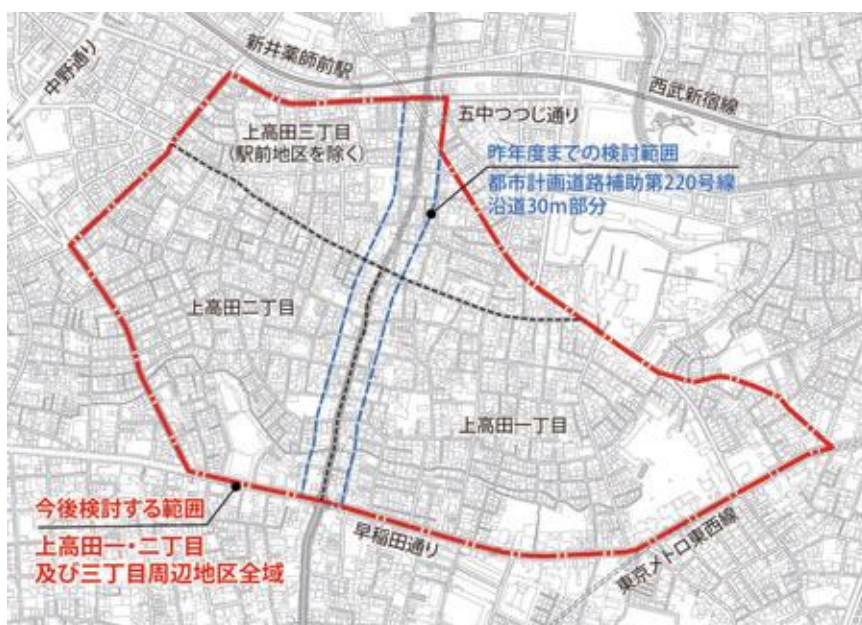 中野通り
新井薬師前駅
西武新宿線
五中つつじ通り
上高田三丁目
(駅前地区を除く)
昨年度までの検討範囲
都市計画道路補助第220号線
沿道30m部分
上高田二丁目
上高田一丁目
今後検討する範囲
上高田一・二丁目
及び三丁目周辺地区全域
早稲田通り
東京メトロ東西線